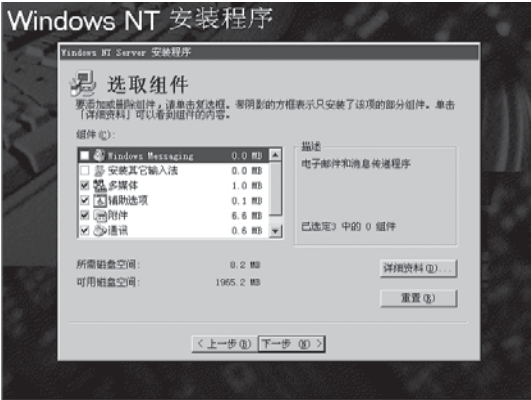 Windows NT 安装程序
Windows NT Server 安装程序
选取组件
要添加或删除组件，请单击复选框。带阴影的方框表示只安装了该项的部分组件。单击
「详细资料」可以看到组件的内容。
组件(C):
Windows Messaging 0.0 MB
安装其它输入法 0.0 MB
多媒体 1.0 MB
辅助选项 0.1 MB
附件 6.6 MB
通讯 0.6 MB
描述
电子邮件和消息传递程序
已选定3 中的 0 组件
所需磁盘空间: 8.2 MB
可用磁盘空间: 1965.2 MB
详细资料(D)...
重置(R)
<上一步(B) 下一步 (N) >